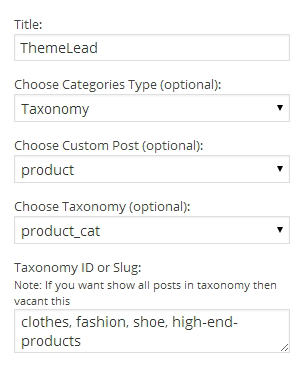 Title:
ThemeLead
Choose Categories Type (optional):
Taxonomy
Choose Custom Post (optional):
product
Choose Taxonomy (optional):
product_cat
Taxonomy ID or Slug:
Note: If you want show all posts in taxonomy then
vacant this
clothes, fashion, shoe, high-end-
products